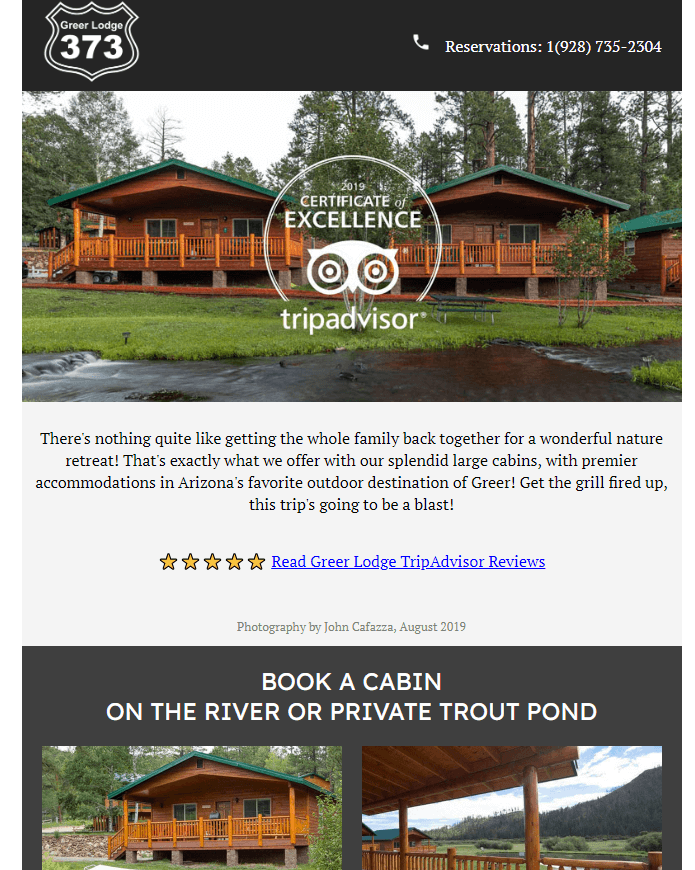 Greer Lodge
373
Reservations: 1(928) 735-2304
2019
CERTIFICATE of
EXCELLENCE
tripadvisor®
There's nothing quite like getting the whole family back together for a wonderful nature
retreat! That's exactly what we offer with our splendid large cabins, with premier
accommodations in Arizona's favorite outdoor destination of Greer! Get the grill fired up,
this trip's going to be a blast!
Read Greer Lodge TripAdvisor Reviews
Photography by John Cafazza, August 2019
BOOK A CABIN
ON THE RIVER OR PRIVATE TROUT POND